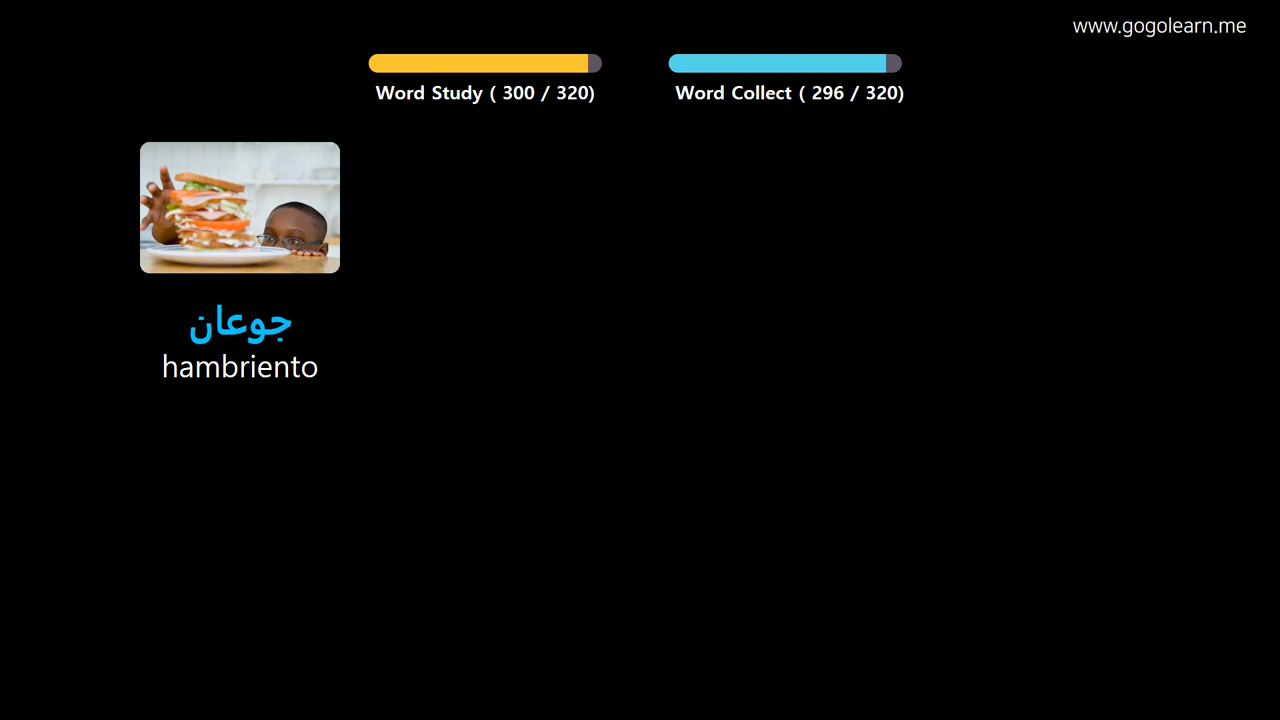 www.gogolearn.me
Word Study ( 300 / 320)
Word Collect ( 296 / 320)
جوعان
hambriento